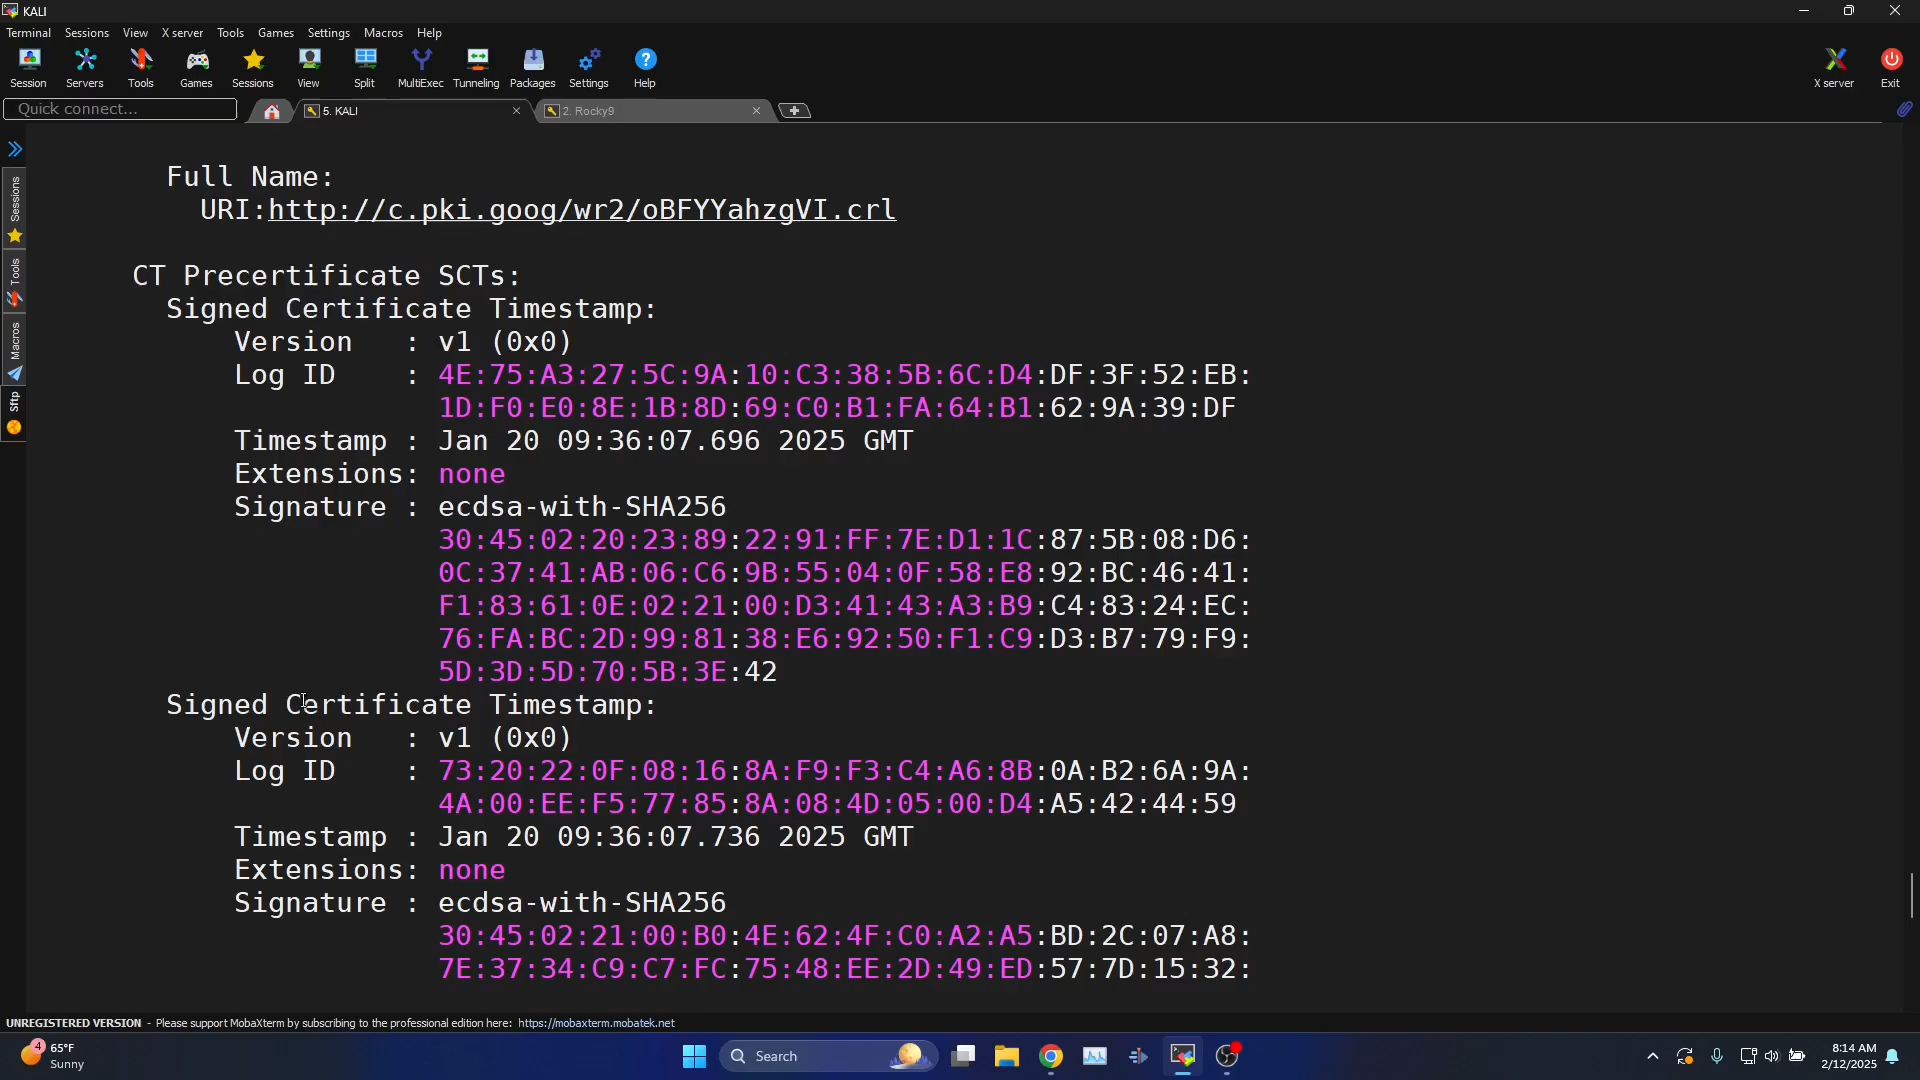 KALI
Terminal Sessions View X server Tools Games Settings Macros Help
Session Servers Tools Games Sessions View Split MultiExec Tunneling Packages Settings Help X server Exit
Quick connect... 5. KALI 2. Rocky9
Sessions
Tools
Macros
Sftp
Full Name:
URI:http://c.pki.goog/wr2/oBFYYahzgVI.crl
CT Precertificate SCTs:
Signed Certificate Timestamp:
Version : v1 (0x0)
Log ID : 4E:75:A3:27:5C:9A:10:C3:38:5B:6C:D4:DF:3F:52:EB:
1D:F0:E0:8E:1B:8D:69:C0:B1:FA:64:B1:62:9A:39:DF
Timestamp : Jan 20 09:36:07.696 2025 GMT
Extensions: none
Signature : ecdsa-with-SHA256
30:45:02:20:23:89:22:91:FF:7E:D1:1C:87:5B:08:D6:
0C:37:41:AB:06:C6:9B:55:04:0F:58:E8:92:BC:46:41:
F1:83:61:0E:02:21:00:D3:41:43:A3:B9:C4:83:24:EC:
76:FA:BC:2D:99:81:38:E6:92:50:F1:C9:D3:B7:79:F9:
5D:3D:5D:70:5B:3E:42
Signed Certificate Timestamp:
Version : v1 (0x0)
Log ID : 73:20:22:0F:08:16:8A:F9:F3:C4:A6:8B:0A:B2:6A:9A:
4A:00:EE:F5:77:85:8A:08:4D:05:00:D4:A5:42:44:59
Timestamp : Jan 20 09:36:07.736 2025 GMT
Extensions: none
Signature : ecdsa-with-SHA256
30:45:02:21:00:B0:4E:62:4F:C0:A2:A5:BD:2C:07:A8:
7E:37:34:C9:C7:FC:75:48:EE:2D:49:ED:57:7D:15:32:
UNREGISTERED VERSION - Please support MobaXterm by subscribing to the professional edition here: https://mobaxterm.mobatek.net
4 65°F
Sunny
Search
8:14 AM
2/12/2025